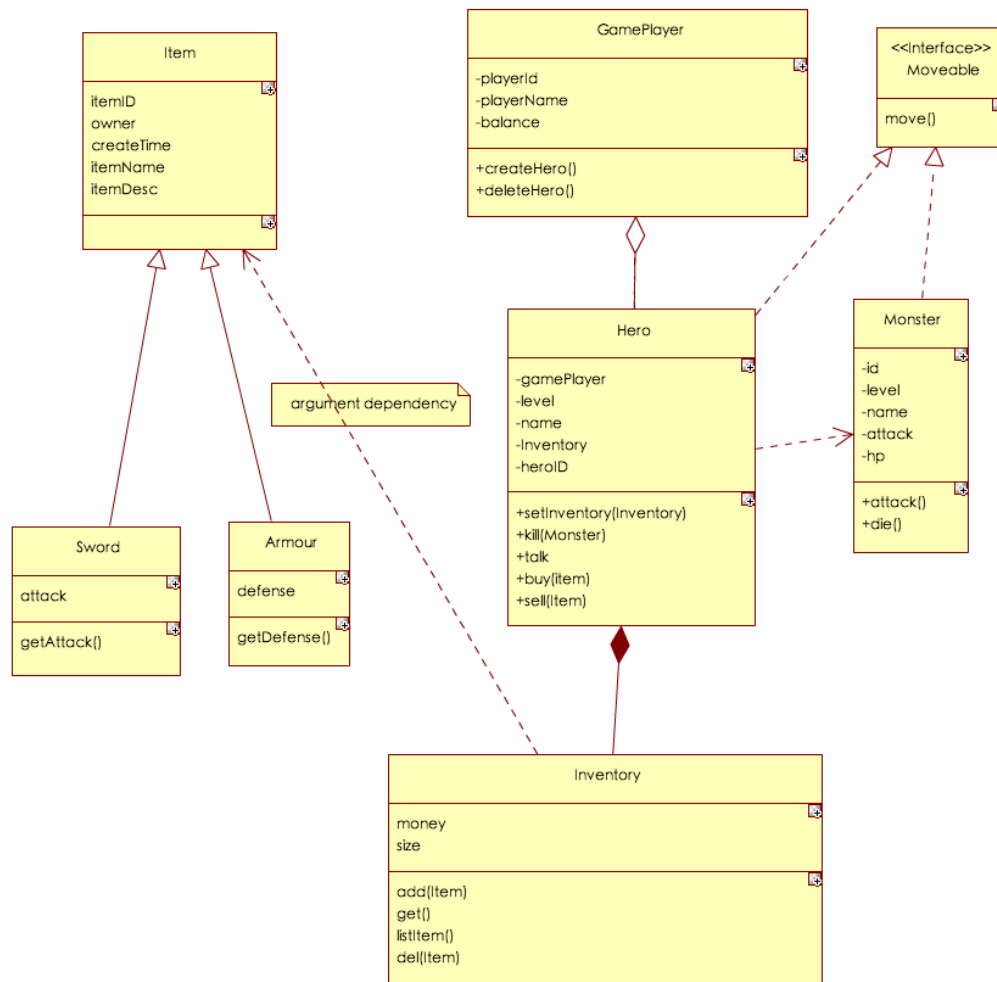 Item
itemID
owner
createTime
itemName
itemDesc
GamePlayer
-playerId
-playerName
-balance
+createHero()
+deleteHero()
<<Interface>>
Moveable
move()
argument dependency
Hero
-gamePlayer
-level
-name
-Inventory
-heroID
+setInventory(Inventory)
+kill(Monster)
+talk
+buy(item)
+sell(Item)
Monster
-id
-level
-name
-attack
-hp
+attack()
+die()
Sword
attack
getAttack()
Armour
defense
getDefense()
Inventory
money
size
add(Item)
get()
listItem()
del(Item)